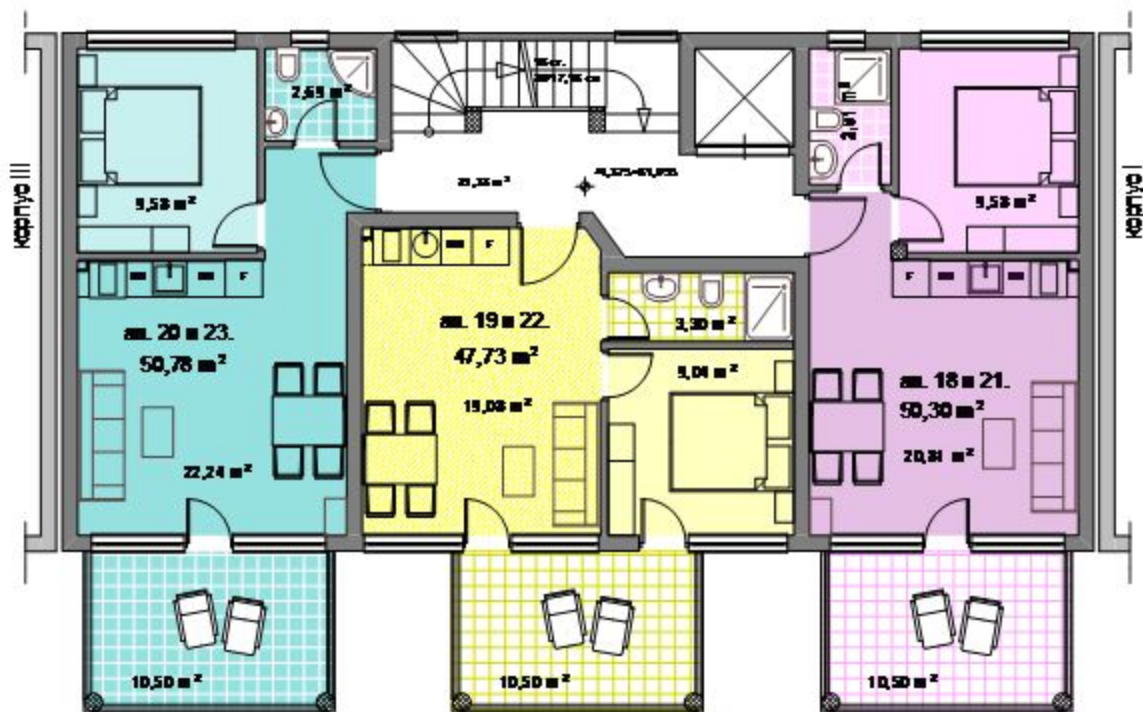 корпус III
9,58 m²
2,69 m²
ап. 20 и 23.
50,78 m²
22,24 m²
10,50 m²
F
ап. 19 и 22.
47,73 m²
19,08 m²
3,30 m²
9,04 m²
10,50 m²
F
9,58 m²
ап. 18 и 21.
50,30 m²
20,81 m²
10,50 m²
F
корпус I